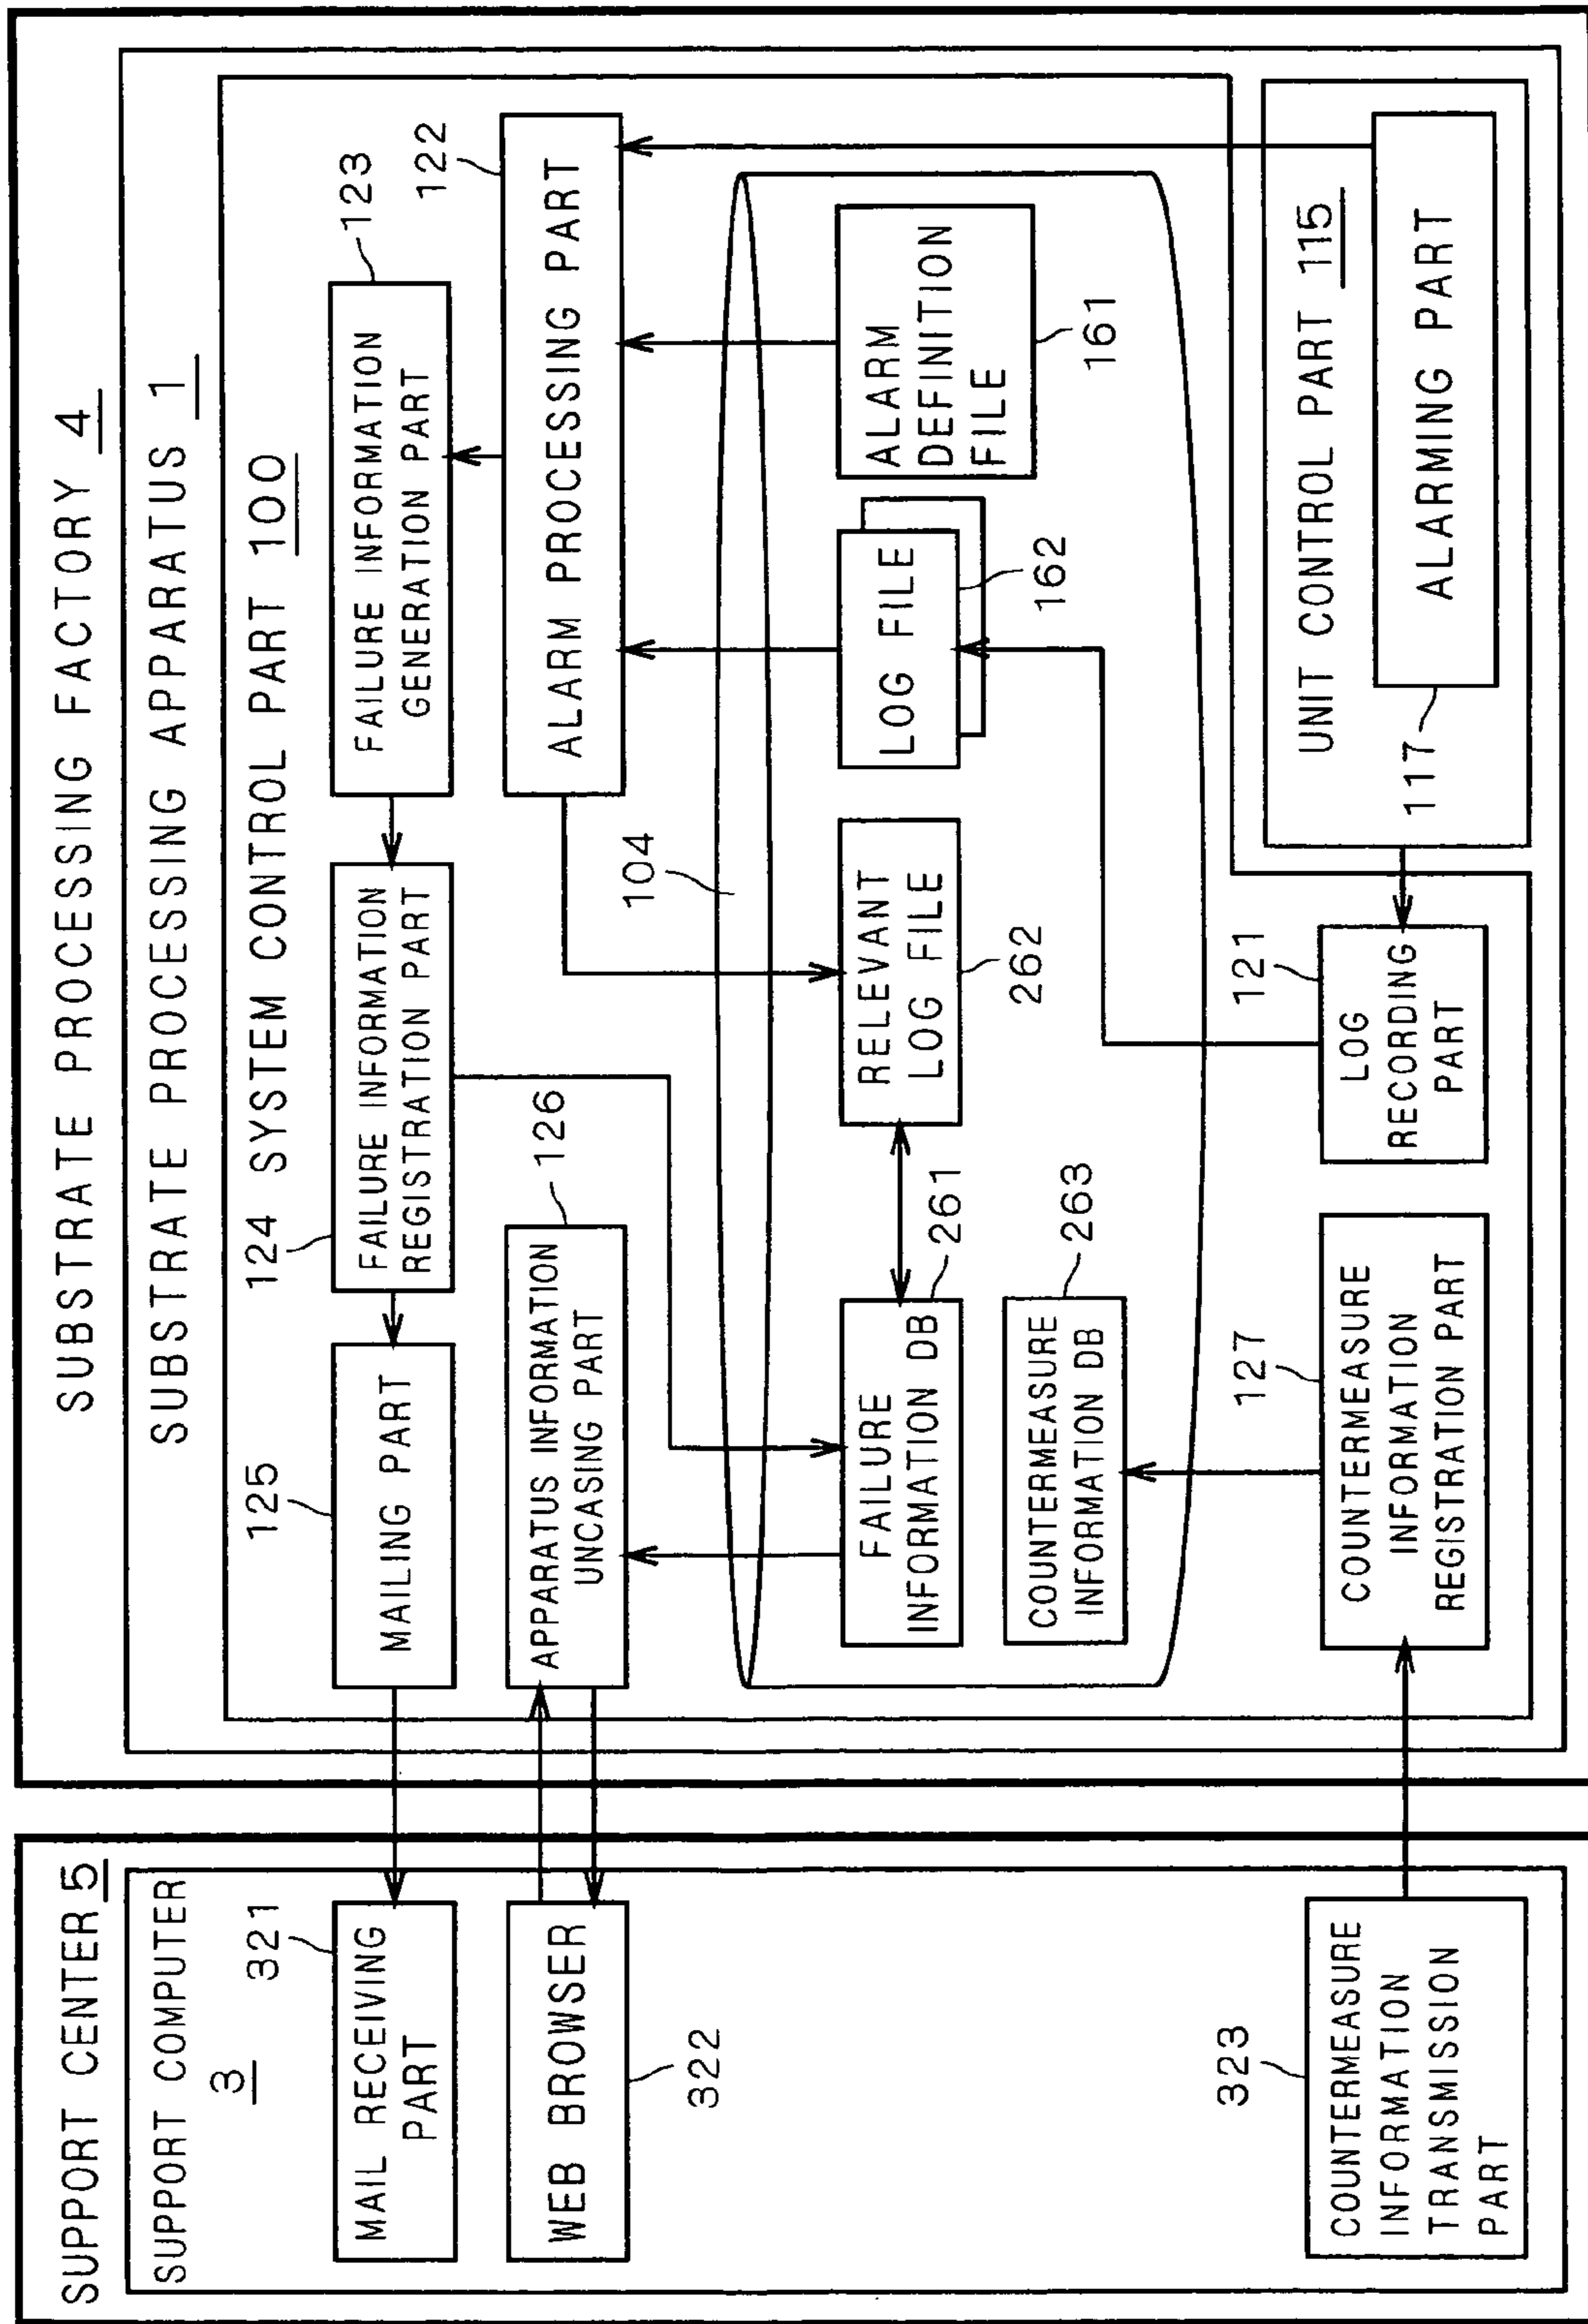 SUPPORT CENTER 5
SUPPORT COMPUTER
3
321
MAIL RECEIVING
PART
WEB BROWSER
322
323
COUNTERMEASURE
INFORMATION
TRANSMISSION
PART
SUBSTRATE PROCESSING FACTORY 4
SUBSTRATE PROCESSING APPARATUS 1
SYSTEM CONTROL PART 100
125
MAILING PART
124
FAILURE INFORMATION
REGISTRATION PART
123
FAILURE INFORMATION
GENERATION PART
126
APPARATUS INFORMATION
UNCASING PART
122
ALARM PROCESSING PART
104
FAILURE
INFORMATION DB
261
RELEVANT
LOG FILE
262
LOG FILE
162
ALARM
DEFINITION
FILE
161
COUNTERMEASURE
INFORMATION DB
263
127
COUNTERMEASURE
INFORMATION
REGISTRATION PART
121
LOG
RECORDING
PART
UNIT CONTROL PART 115
117
ALARMING PART